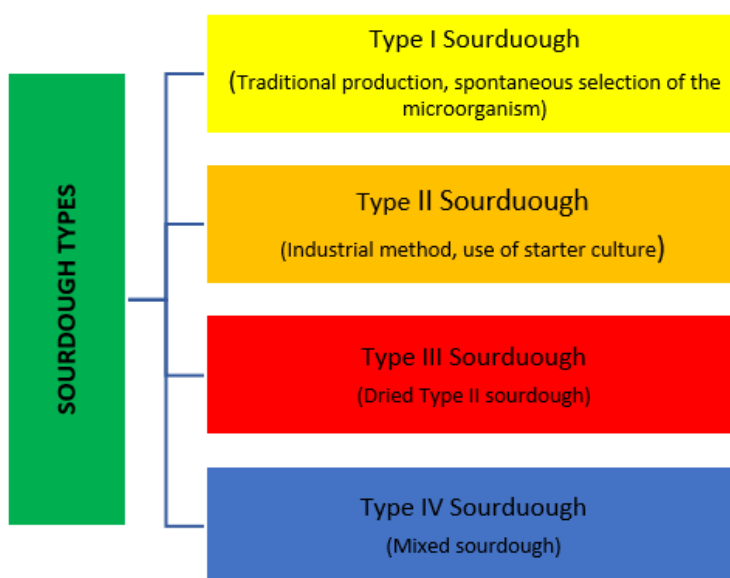 SOURDOUGH TYPES
Type I Sourduough
(Traditional production, spontaneous selection of the
microorganism)
Type II Sourduough
(Industrial method, use of starter culture)
Type III Sourduough
(Dried Type II sourdough)
Type IV Sourduough
(Mixed sourdough)